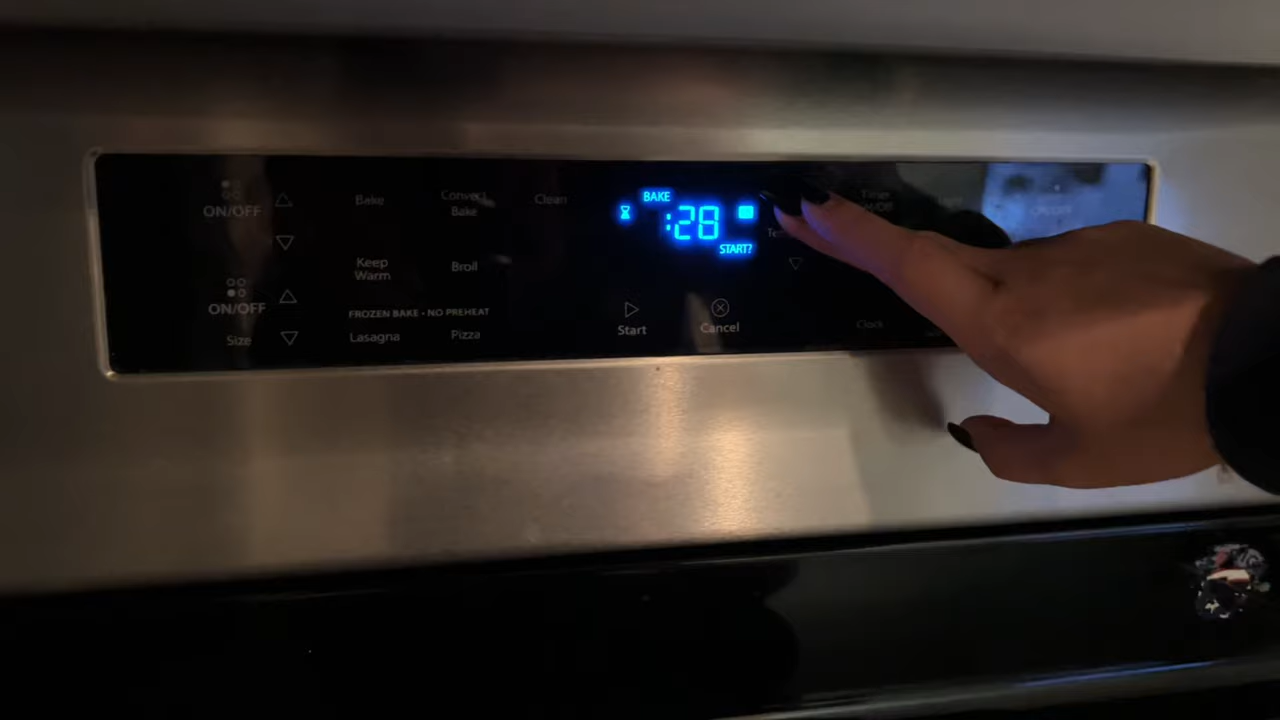 ON/OFF
Bake
Convect
Bake
Clean
BAKE
:28
START?
Timer
Keep
Warm
Broil
ON/OFF
FROZEN BAKE • NO PREHEAT
Size
Lasagna
Pizza
Start
Cancel
Clock